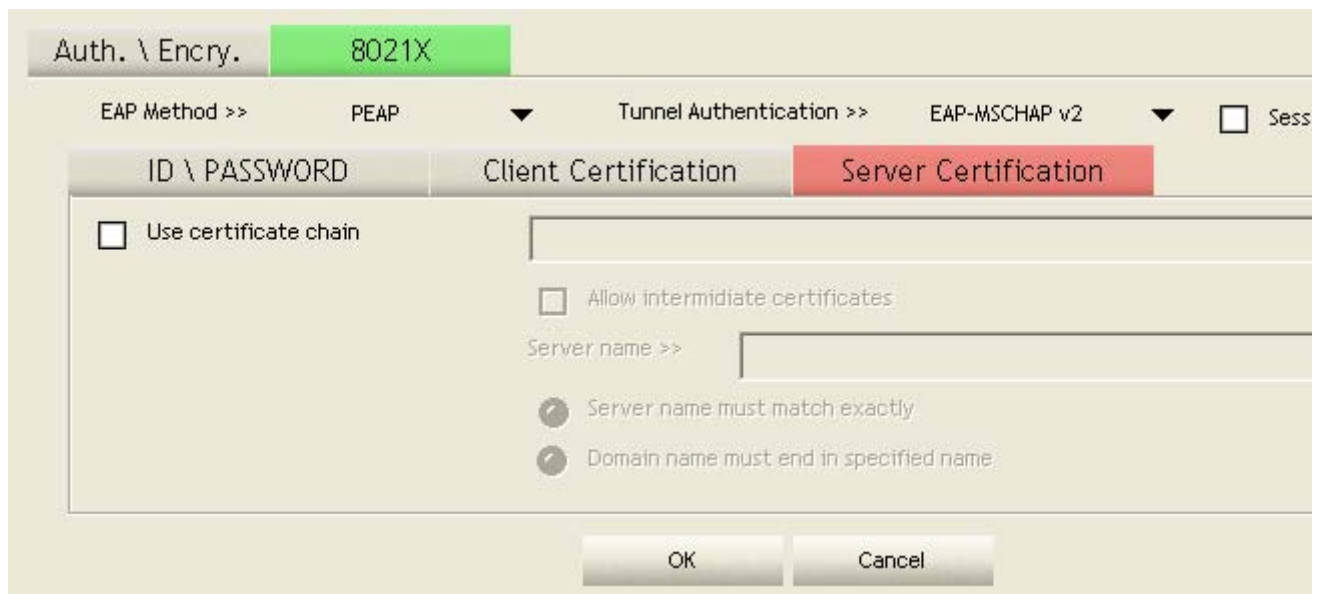 Auth. \ Encry. 8021X
EAP Method >> PEAP Tunnel Authentication >> EAP-MSCHAP v2 Sess
ID \ PASSWORD Client Certification Server Certification
Use certificate chain
Allow intermidiate certificates
Server name >>
Server name must match exactly
Domain name must end in specified name
OK Cancel